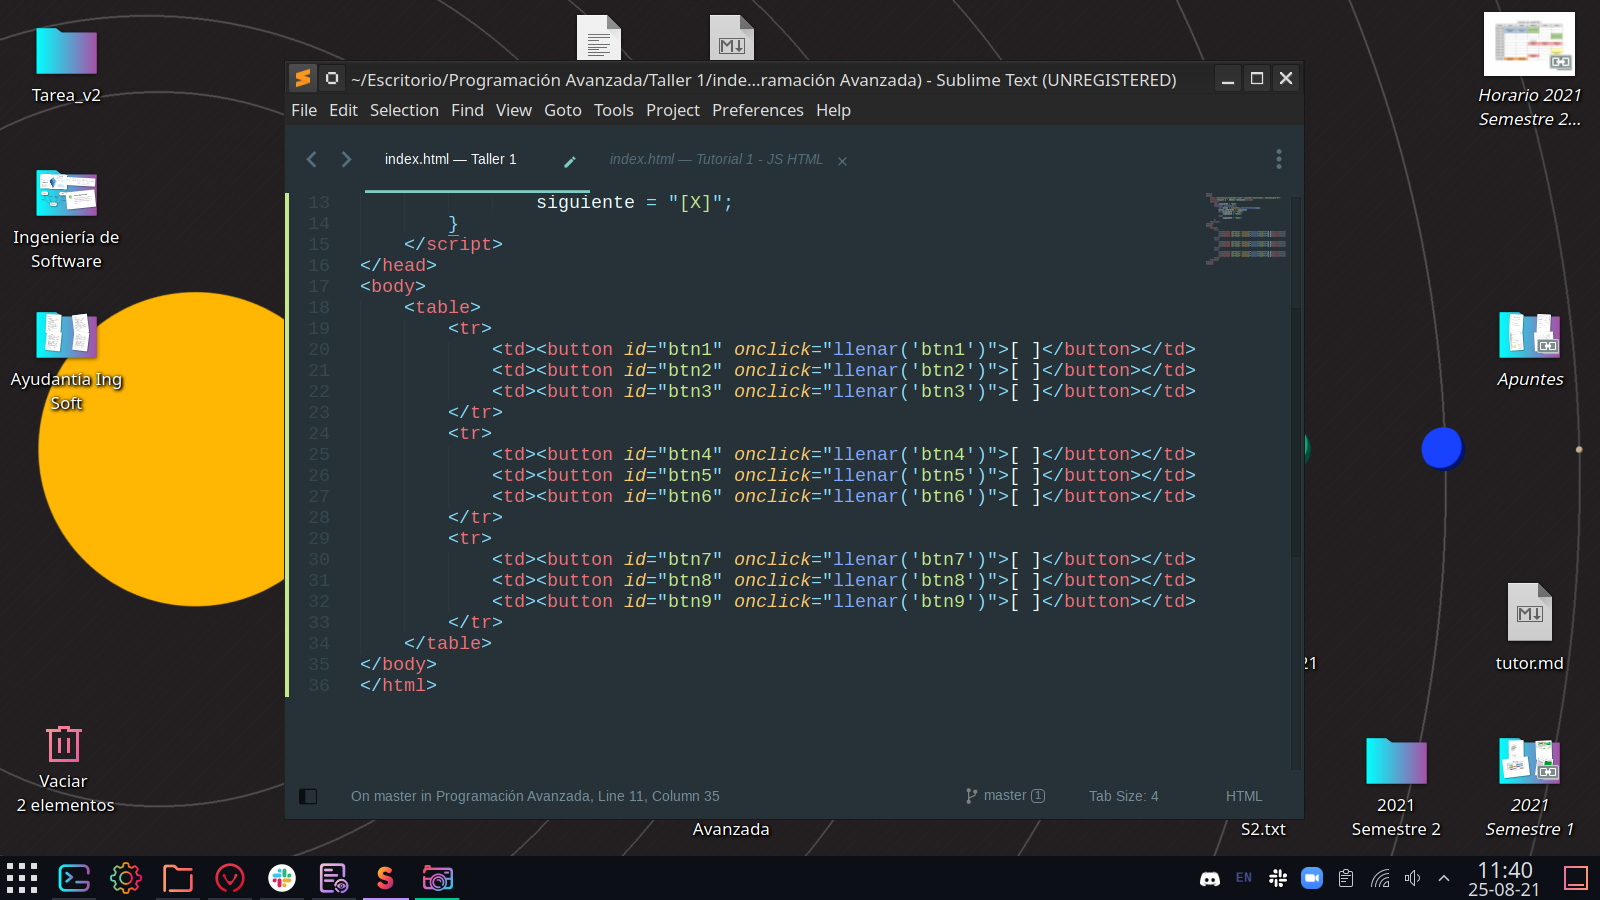 Tarea_v2
Ingeniería de
Software
Ayudantía Ing
Soft
Vaciar
2 elementos
~/Escritorio/Programación Avanzada/Taller 1/inde...ramación Avanzada) - Sublime Text (UNREGISTERED)
File Edit Selection Find View Goto Tools Project Preferences Help
index.html — Taller 1
index.html — Tutorial 1 - JS HTML
13 siguiente = "[X]";
14 }
15 </script>
16 </head>
17 <body>
18 <table>
19 <tr>
20 <td><button id="btn1" onclick="llenar('btn1')">[ ]</button></td>
21 <td><button id="btn2" onclick="llenar('btn2')">[ ]</button></td>
22 <td><button id="btn3" onclick="llenar('btn3')">[ ]</button></td>
23 </tr>
24 <tr>
25 <td><button id="btn4" onclick="llenar('btn4')">[ ]</button></td>
26 <td><button id="btn5" onclick="llenar('btn5')">[ ]</button></td>
27 <td><button id="btn6" onclick="llenar('btn6')">[ ]</button></td>
28 </tr>
29 <tr>
30 <td><button id="btn7" onclick="llenar('btn7')">[ ]</button></td>
31 <td><button id="btn8" onclick="llenar('btn8')">[ ]</button></td>
32 <td><button id="btn9" onclick="llenar('btn9')">[ ]</button></td>
33 </tr>
34 </table>
35 </body>
36 </html>
On master in Programación Avanzada, Line 11, Column 35
master 1
Tab Size: 4
HTML
Horario 2021
Semestre 2...
Apuntes
21
tutor.md
Avanzada
S2.txt
2021
Semestre 2
2021
Semestre 1
EN
11:40
25-08-21